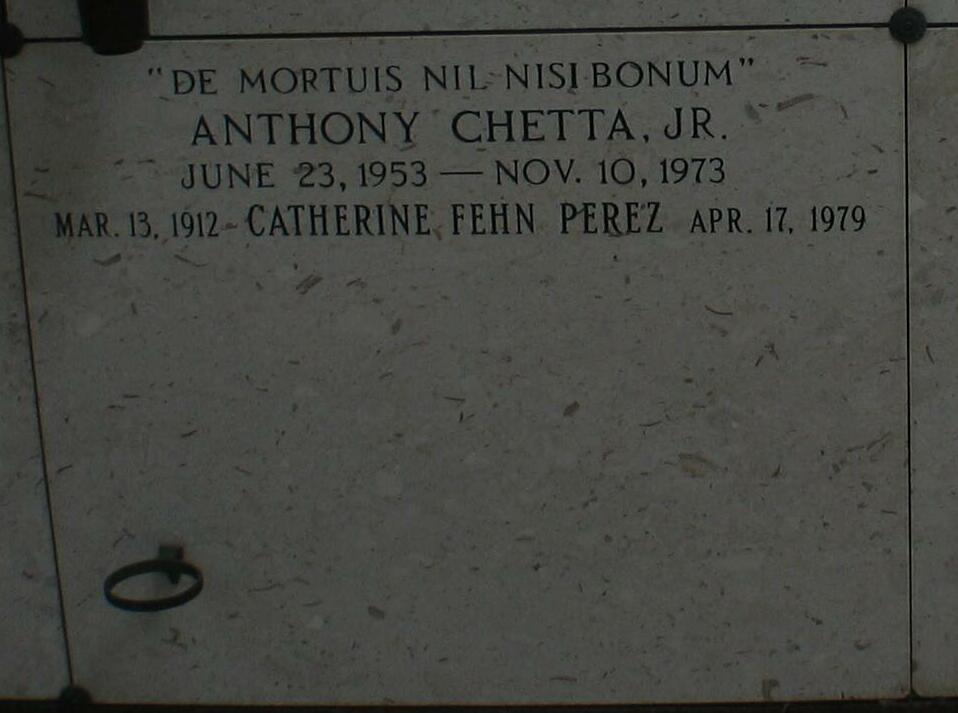 "DE MORTUIS NIL NISI BONUM"
ANTHONY CHETTA, JR.
JUNE 23, 1953 — NOV. 10, 1973
MAR. 13, 1912 - CATHERINE FEHN PEREZ APR. 17, 1979